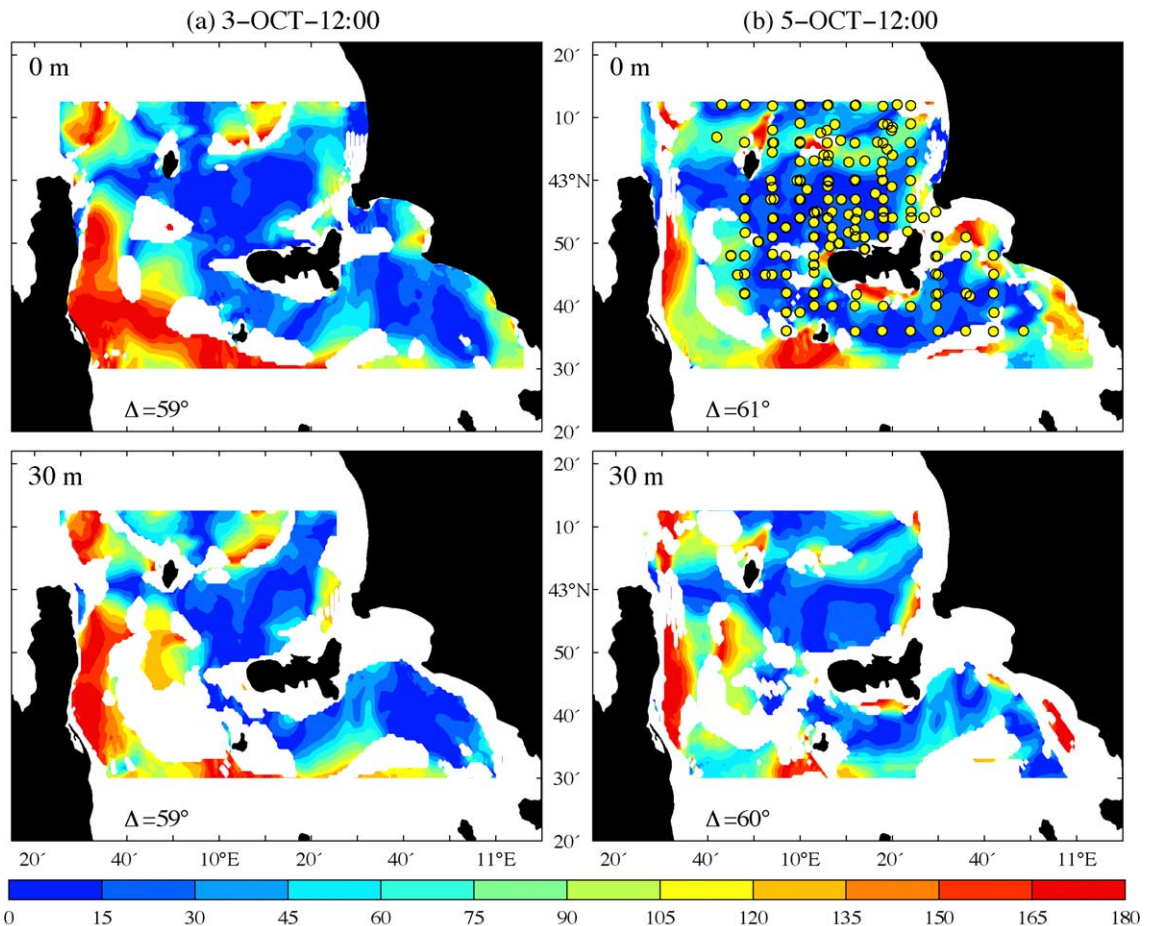 (a) 3-OCT-12:00 (b) 5-OCT-12:00
0 m 0 m 20´
10´
43°N
50´
40´
30´
Δ=59° Δ=61°
20´
30 m 30 m 20´
10´
43°N
50´
40´
30´
Δ=59° Δ=60°
20´
20´ 40´ 10°E 20´ 40´ 11°E 20´ 40´ 10°E 20´ 40´ 11°E
0 15 30 45 60 75 90 105 120 135 150 165 180